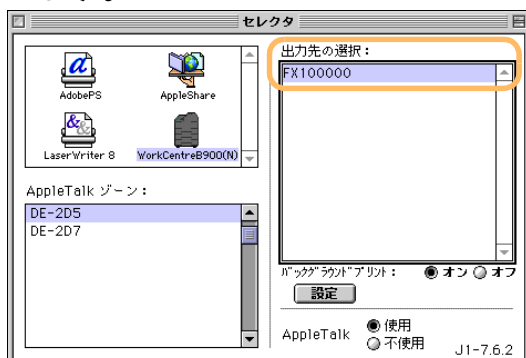 セレクタ
AdobePS
AppleShare
LaserWriter 8
WorkCentreB900(N)
AppleTalk ゾーン：
DE-2D5
DE-2D7
出力先の選択：
FX100000
バックグラウンドプリント： オン オフ
設定
AppleTalk 使用
不使用
J1-7.6.2